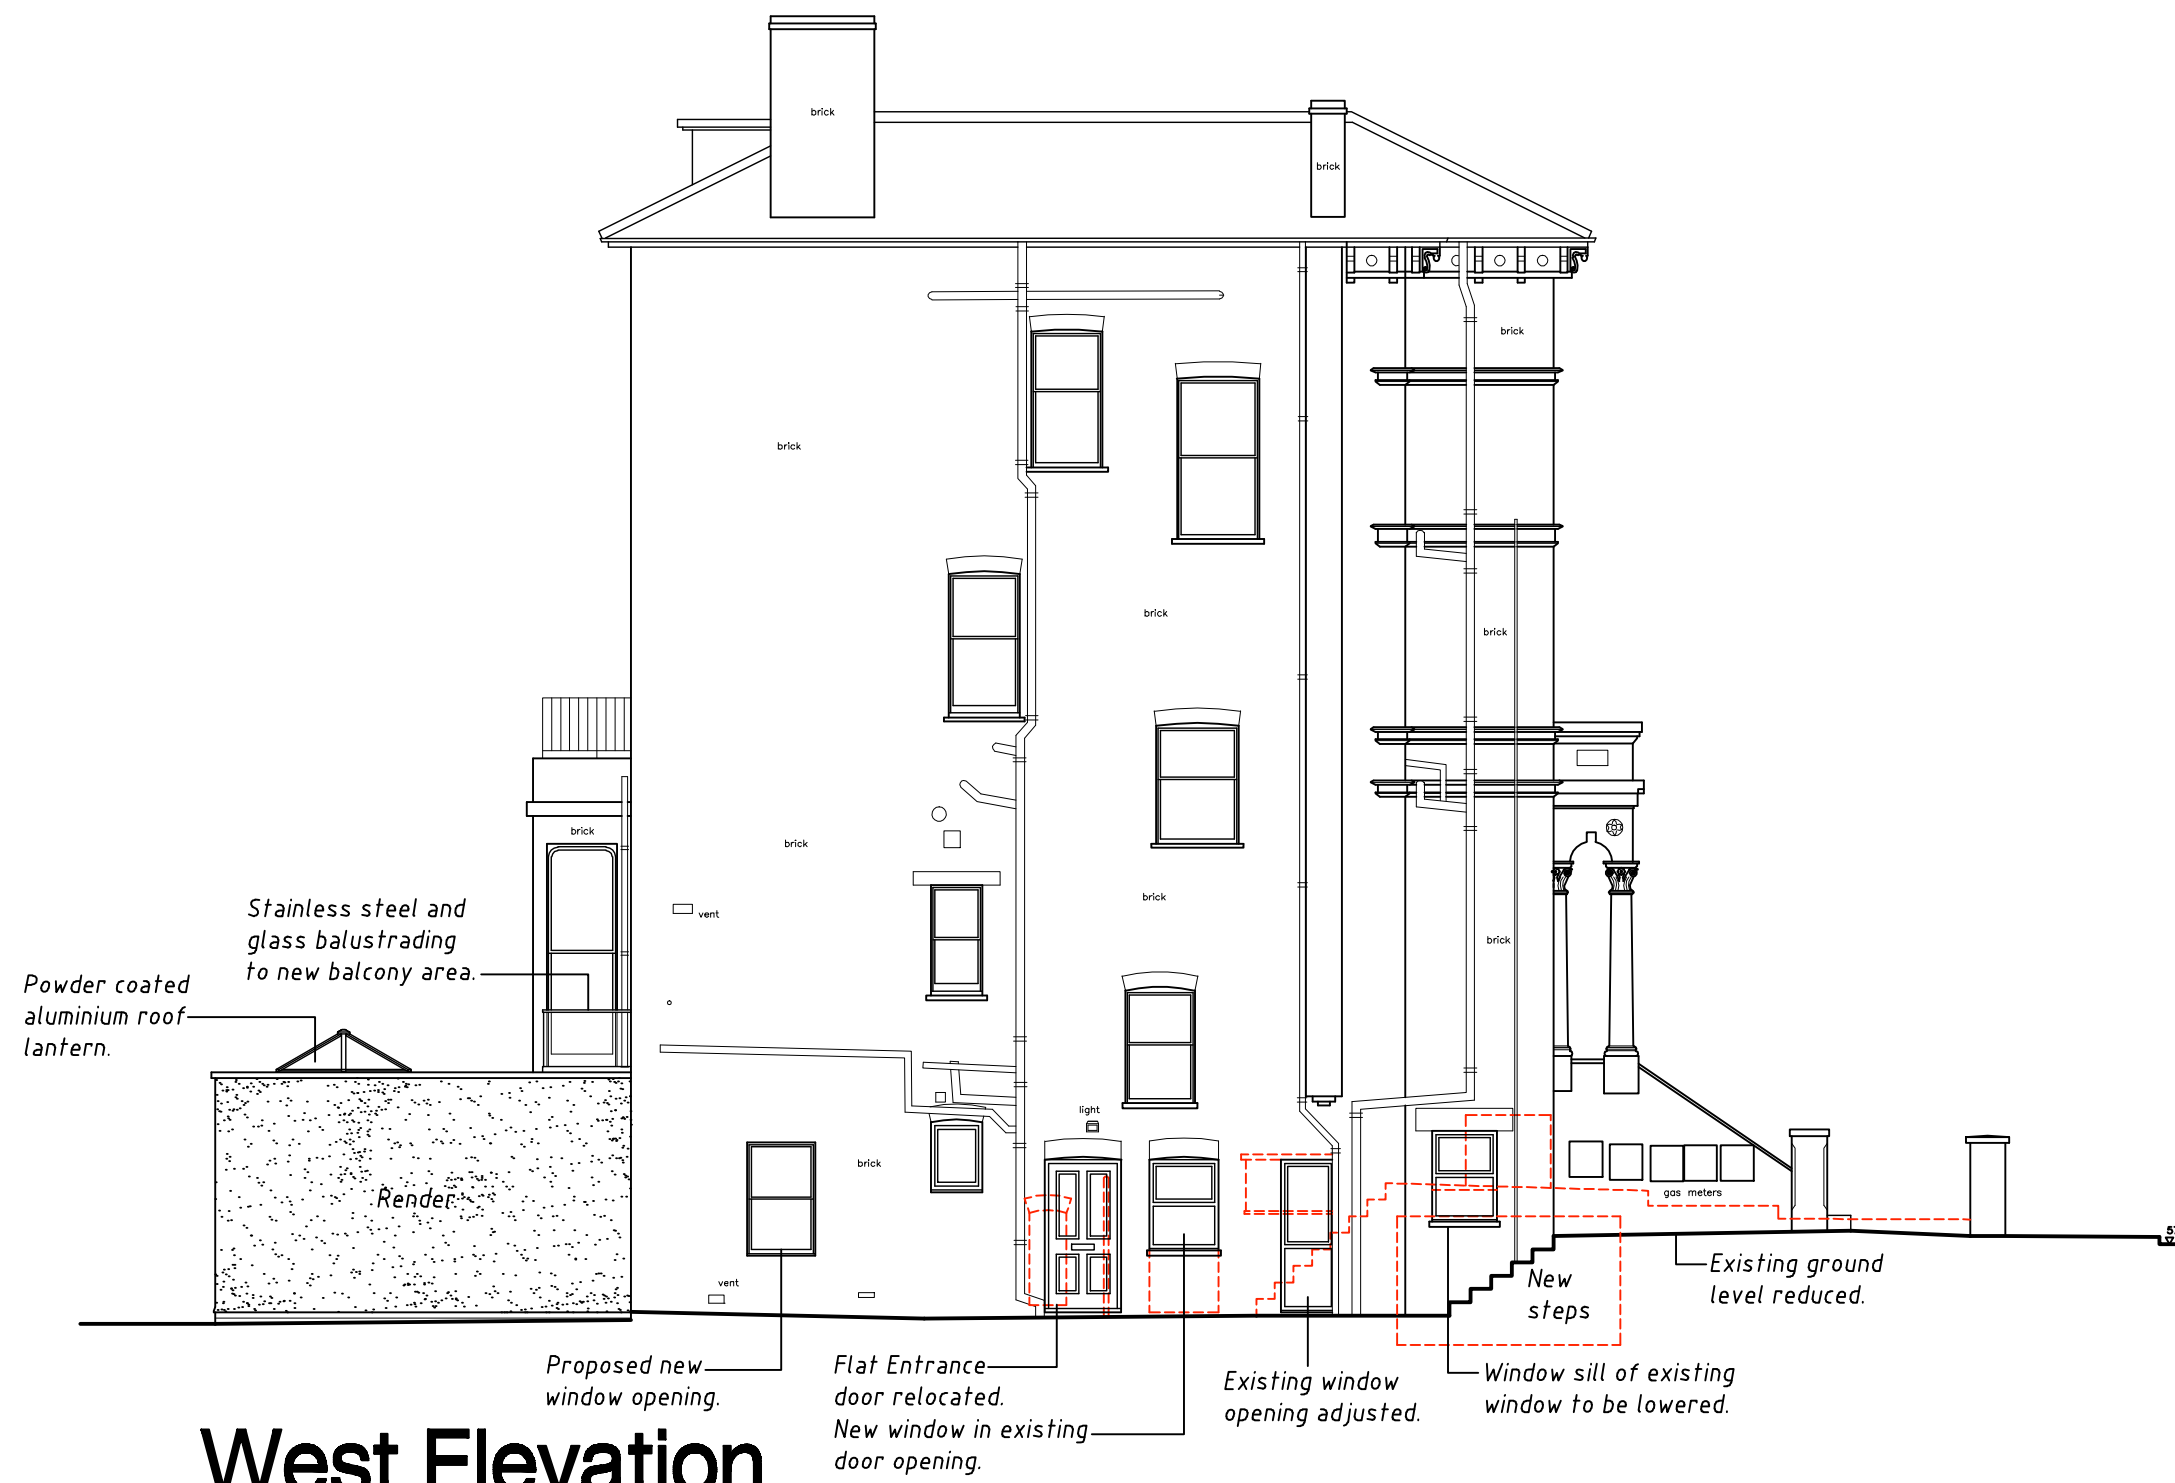 brick
brick
brick
brick
brick
brick
brick
brick
Stainless steel and
glass balustrading
to new balcony area.
vent
brick
brick
Powder coated
aluminium roof
lantern.
light
brick
Render
gas meters
vent
New
steps
Existing ground
level reduced.
Proposed new
window opening.
Flat Entrance
door relocated.
New window in existing
door opening.
Existing window
opening adjusted.
Window sill of existing
window to be lowered.
West Elevation